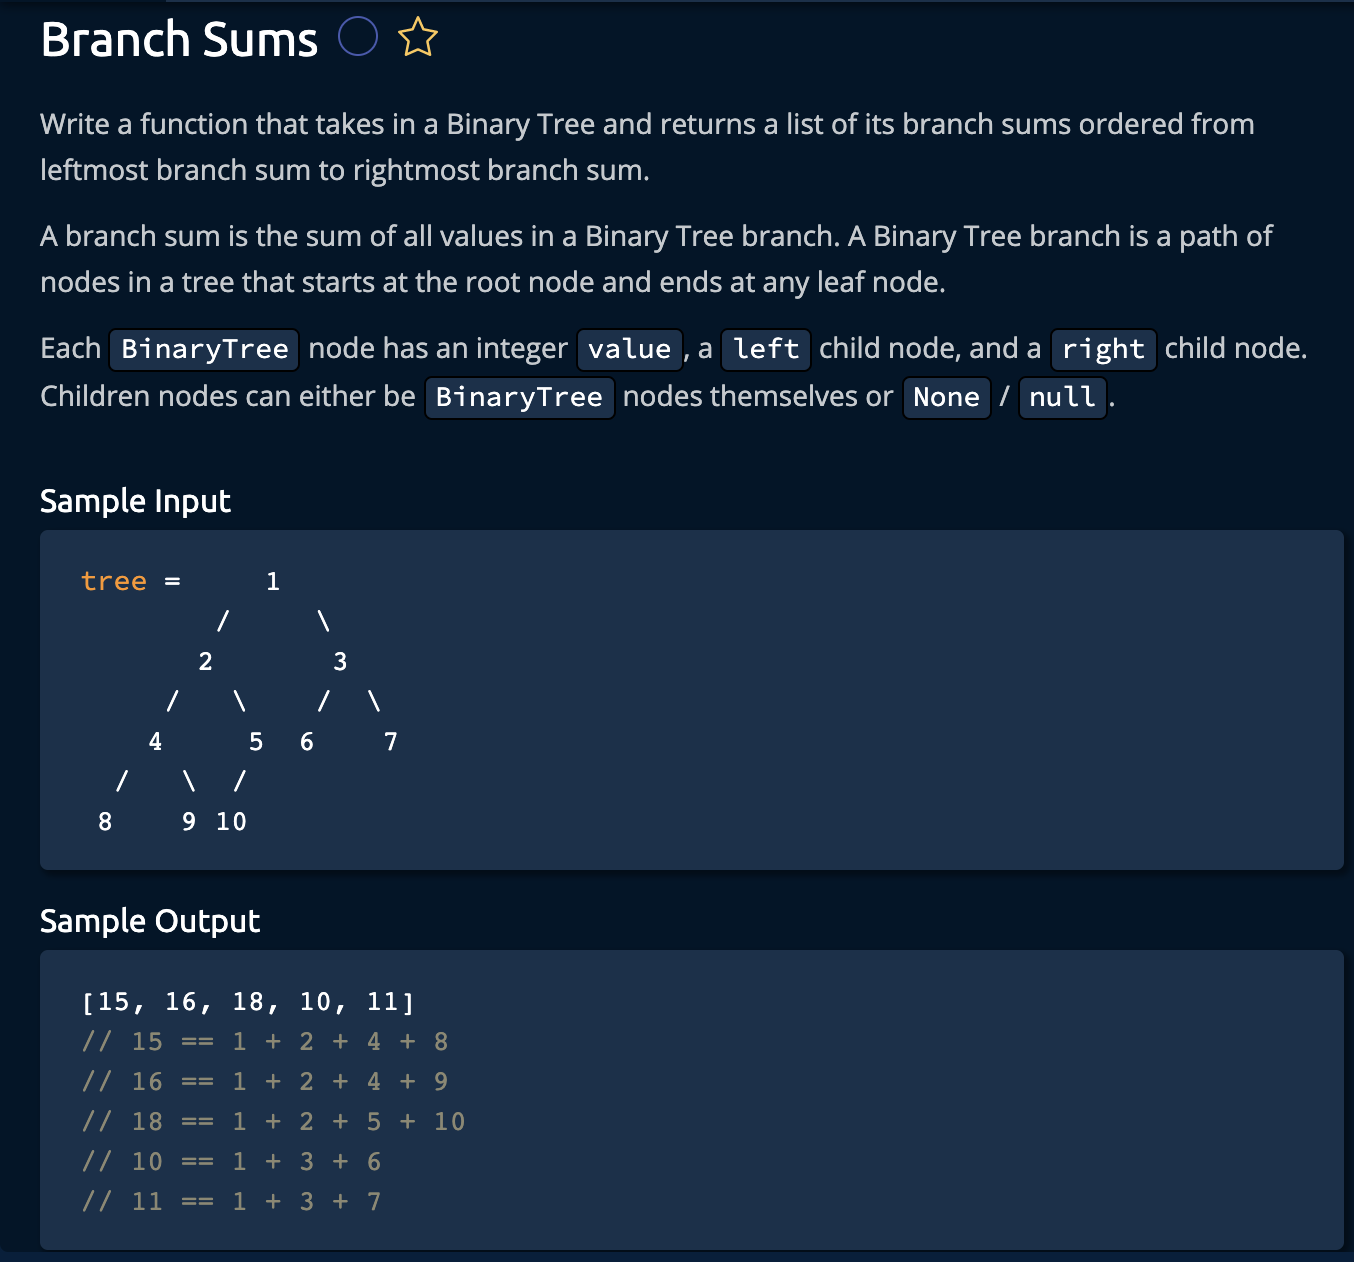 Branch Sums
Write a function that takes in a Binary Tree and returns a list of its branch sums ordered from
leftmost branch sum to rightmost branch sum.
A branch sum is the sum of all values in a Binary Tree branch. A Binary Tree branch is a path of
nodes in a tree that starts at the root node and ends at any leaf node.
Each BinaryTree node has an integer value, a left child node, and a right child node.
Children nodes can either be BinaryTree nodes themselves or None / null.
Sample Input
tree =     1
        /     \
       2       3
     /   \    /  \
    4     5  6    7
  /   \  /
 8    9 10
Sample Output
[15, 16, 18, 10, 11]
// 15 == 1 + 2 + 4 + 8
// 16 == 1 + 2 + 4 + 9
// 18 == 1 + 2 + 5 + 10
// 10 == 1 + 3 + 6
// 11 == 1 + 3 + 7